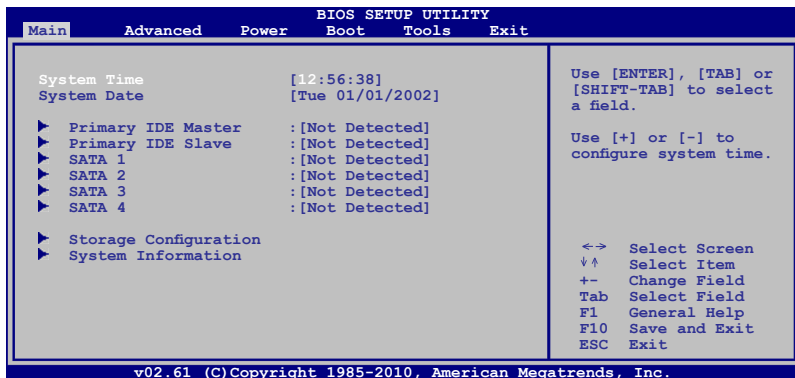 BIOS SETUP UTILITY
Main Advanced Power Boot Tools Exit
System Time [12:56:38]
System Date [Tue 01/01/2002]
Primary IDE Master :[Not Detected]
Primary IDE Slave :[Not Detected]
SATA 1 :[Not Detected]
SATA 2 :[Not Detected]
SATA 3 :[Not Detected]
SATA 4 :[Not Detected]
Storage Configuration
System Information
Use [ENTER], [TAB] or
[SHIFT-TAB] to select
a field.
Use [+] or [-] to
configure system time.
←→ Select Screen
↓↑ Select Item
+- Change Field
Tab Select Field
F1 General Help
F10 Save and Exit
ESC Exit
v02.61 (C)Copyright 1985-2010, American Megatrends, Inc.